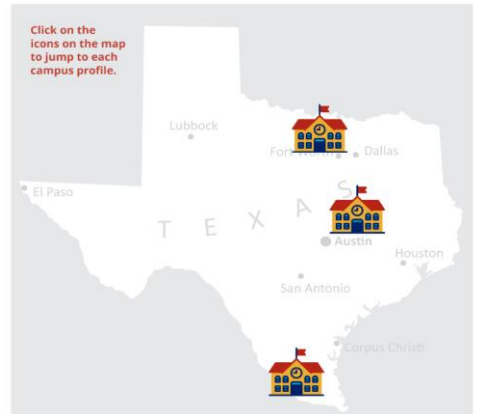 Click on the
icons on the map
to jump to each
campus profile.
Lubbock
Fort Worth
Dallas
El Paso
T E X A S
Austin
Houston
San Antonio
Corpus Christi